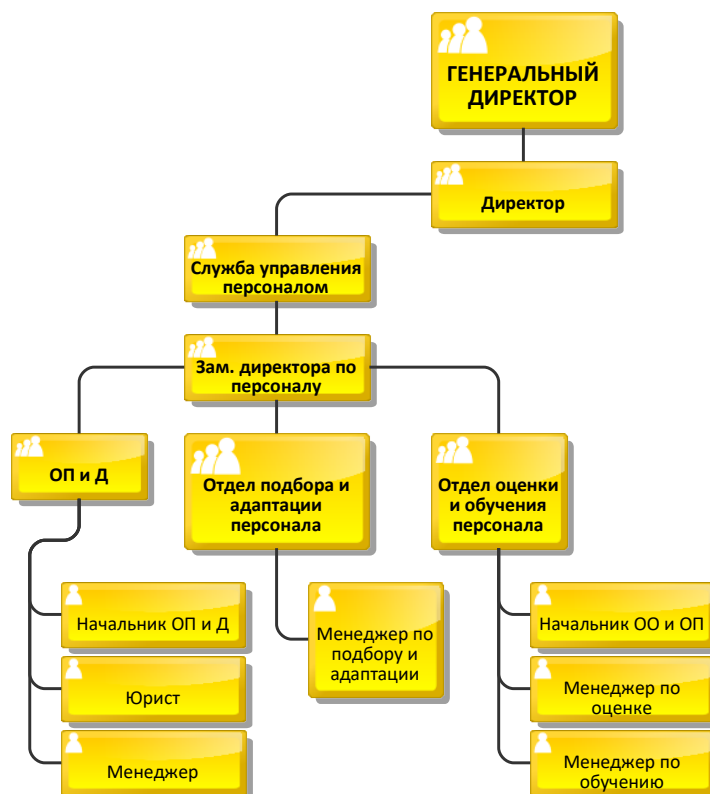 ГЕНЕРАЛЬНЫЙ
ДИРЕКТОР
Директор
Служба управления
персоналом
Зам. директора по
персоналу
ОП и Д
Отдел подбора и
адаптации
персонала
Отдел оценки
и обучения
персонала
Начальник ОП и Д
Юрист
Менеджер
Менеджер по
подбору и
адаптации
Начальник ОО и ОП
Менеджер по
оценке
Менеджер по
обучению